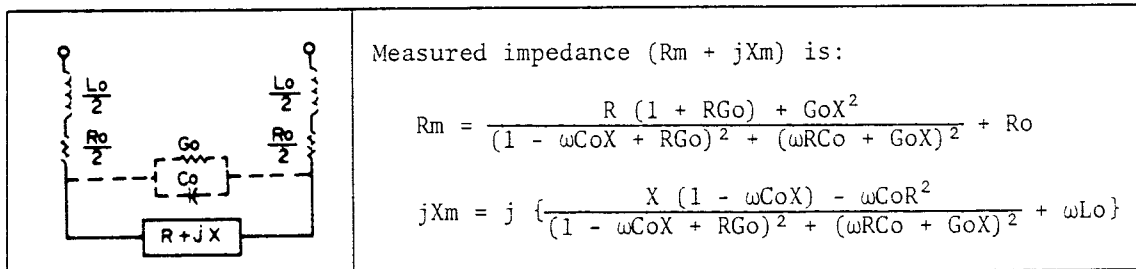 Lo
2
Lo
2
Ro
2
Go
Ro
2
Co
R + jX
Measured impedance (Rm + jXm) is:
Rm = R (1 + RGo) + GoX² / (1 - ωCoX + RGo)² + (ωRCo + GoX)² + Ro
jXm = j {X (1 - ωCoX) - ωCoR² / (1 - ωCoX + RGo)² + (ωRCo + GoX)² + ωLo}